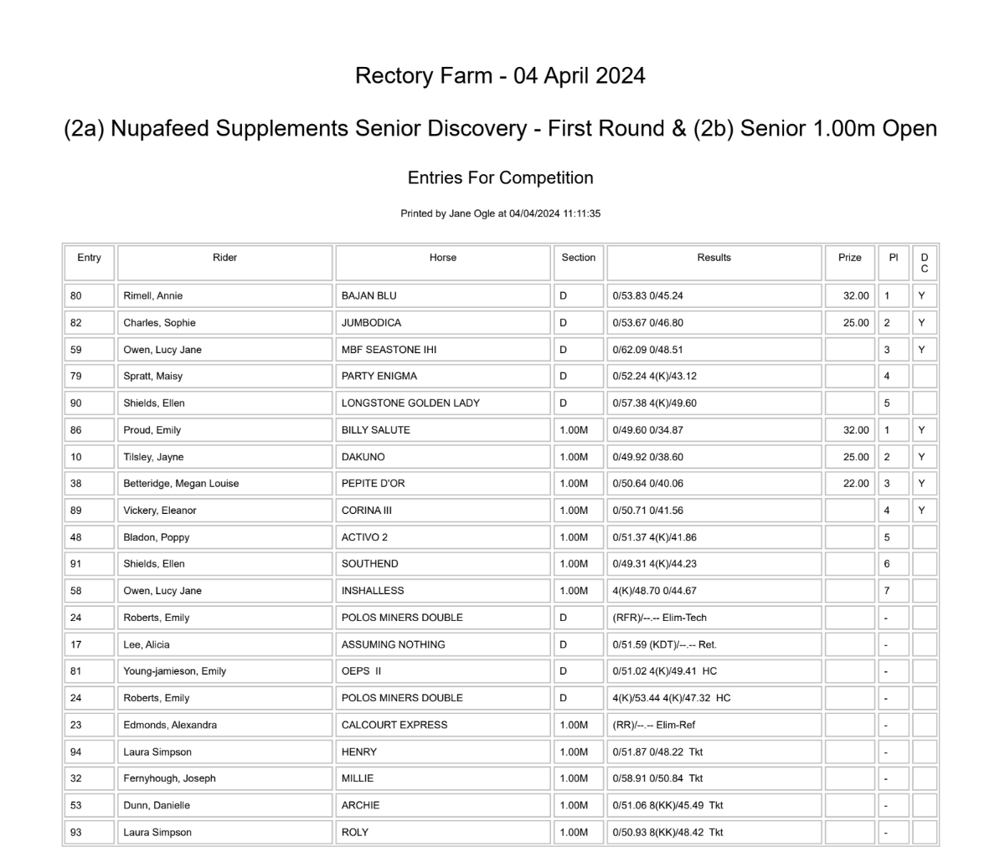 Rectory Farm - 04 April 2024
(2a) Nupafeed Supplements Senior Discovery - First Round & (2b) Senior 1.00m Open
Entries For Competition
Printed by Jane Ogle at 04/04/2024 11:11:35
Entry Rider Horse Section Results Prize Pl D C
80 Rimell, Annie BAJAN BLU D 0/53.83 0/45.24 32.00 1 Y
82 Charles, Sophie JUMBODICA D 0/53.67 0/46.80 25.00 2 Y
59 Owen, Lucy Jane MBF SEASTONE IHI D 0/62.09 0/48.51 3 Y
79 Spratt, Maisy PARTY ENIGMA D 0/52.24 4(K)/43.12 4
90 Shields, Ellen LONGSTONE GOLDEN LADY D 0/57.38 4(K)/49.60 5
86 Proud, Emily BILLY SALUTE 1.00M 0/49.60 0/34.87 32.00 1 Y
10 Tilsley, Jayne DAKUNO 1.00M 0/49.92 0/38.60 25.00 2 Y
38 Betteridge, Megan Louise PEPITE D'OR 1.00M 0/50.64 0/40.06 22.00 3 Y
89 Vickery, Eleanor CORINA III 1.00M 0/50.71 0/41.56 4 Y
48 Bladon, Poppy ACTIVO 2 1.00M 0/51.37 4(K)/41.86 5
91 Shields, Ellen SOUTHEND 1.00M 0/49.31 4(K)/44.23 6
58 Owen, Lucy Jane INSHALLESS 1.00M 4(K)/48.70 0/44.67 7
24 Roberts, Emily POLOS MINERS DOUBLE D (RFR)/--.-- Elim-Tech -
17 Lee, Alicia ASSUMING NOTHING D 0/51.59 (KDT)/--.-- Ret. -
81 Young-jamieson, Emily OEPS II D 0/51.02 4(K)/49.41 HC -
24 Roberts, Emily POLOS MINERS DOUBLE D 4(K)/53.44 4(K)/47.32 HC -
23 Edmonds, Alexandra CALCOURT EXPRESS 1.00M (RR)/--.-- Elim-Ref -
94 Laura Simpson HENRY 1.00M 0/51.87 0/48.22 Tkt -
32 Fernyhough, Joseph MILLIE 1.00M 0/58.91 0/50.84 Tkt -
53 Dunn, Danielle ARCHIE 1.00M 0/51.06 8(KK)/45.49 Tkt -
93 Laura Simpson ROLY 1.00M 0/50.93 8(KK)/48.42 Tkt -